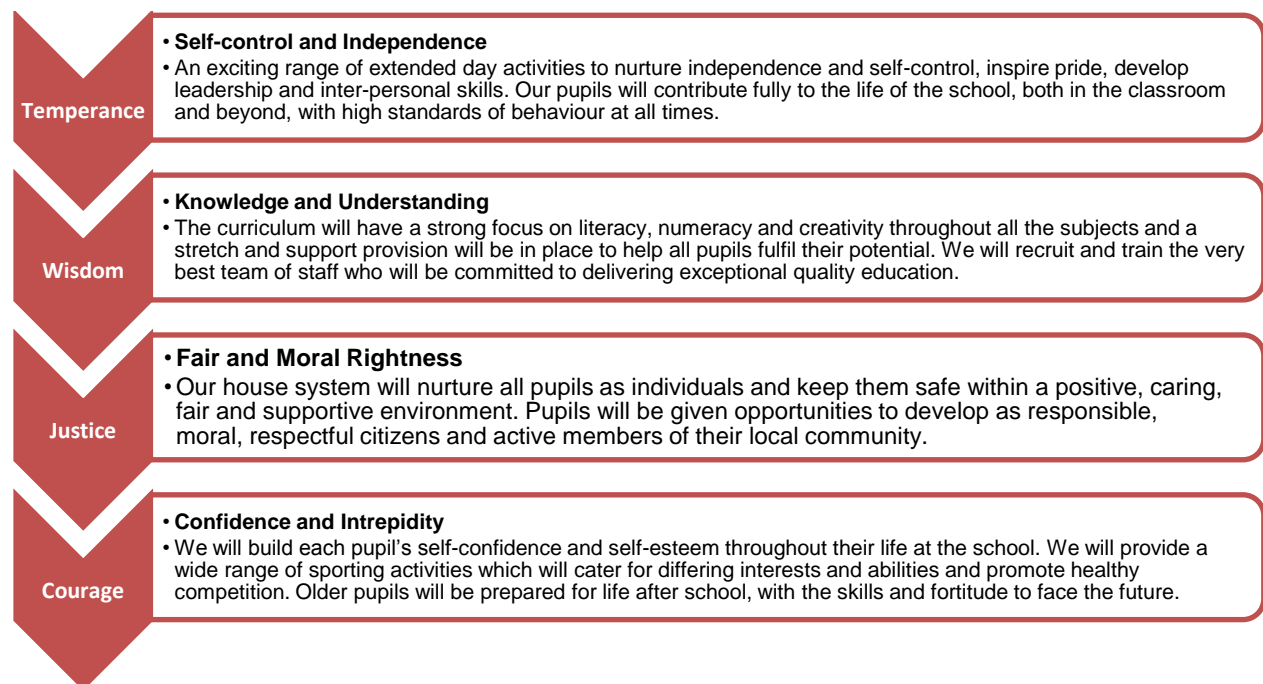 Temperance
• Self-control and Independence
• An exciting range of extended day activities to nurture independence and self-control, inspire pride, develop
leadership and inter-personal skills. Our pupils will contribute fully to the life of the school, both in the classroom
and beyond, with high standards of behaviour at all times.
Wisdom
• Knowledge and Understanding
• The curriculum will have a strong focus on literacy, numeracy and creativity throughout all the subjects and a
stretch and support provision will be in place to help all pupils fulfil their potential. We will recruit and train the very
best team of staff who will be committed to delivering exceptional quality education.
Justice
• Fair and Moral Rightness
• Our house system will nurture all pupils as individuals and keep them safe within a positive, caring,
fair and supportive environment. Pupils will be given opportunities to develop as responsible,
moral, respectful citizens and active members of their local community.
Courage
• Confidence and Intrepidity
• We will build each pupil's self-confidence and self-esteem throughout their life at the school. We will provide a
wide range of sporting activities which will cater for differing interests and abilities and promote healthy
competition. Older pupils will be prepared for life after school, with the skills and fortitude to face the future.